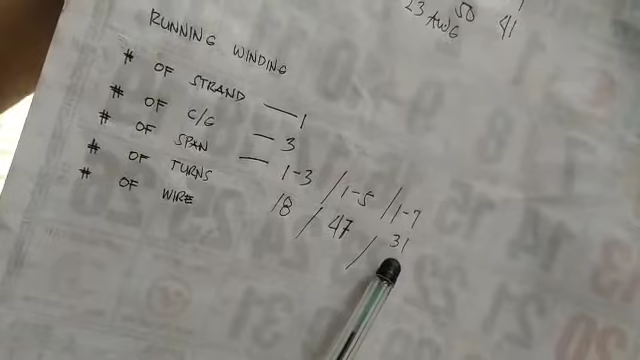 23 AWG 50 41
RUNNING WINDING
# OF STRAND — 1
# OF C/G — 3
# OF SPAN — 1-3 / 1-5 / 1-7
# OF TURNS 18 / 47 / 31
# OF WIRE